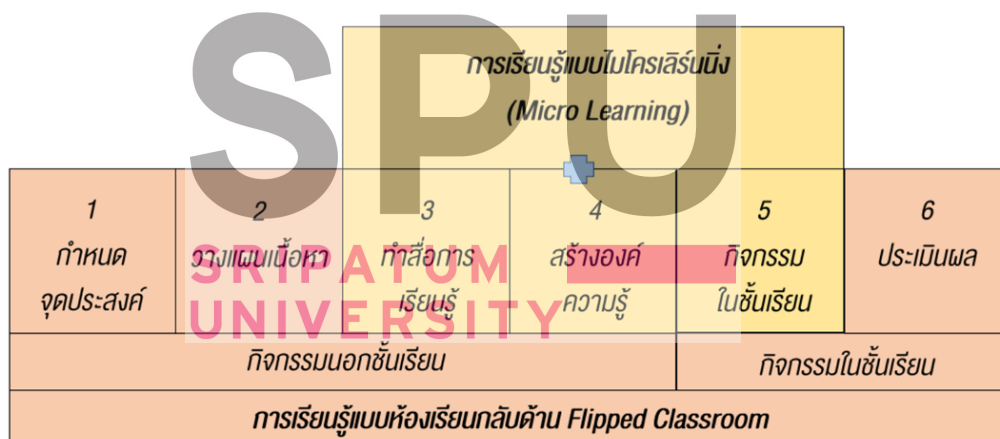 SPU
SRIPATUM
UNIVERSITY
การเรียนรู้แบบไมโครเลิร์นนิ่ง
(Micro Learning)
1
กำหนด
จุดประสงค์
2
วางแผนเนื้อหา
3
ทำสื่อการ
เรียนรู้
4
สร้างองค์
ความรู้
5
กิจกรรม
ในชั้นเรียน
6
ประเมินผล
กิจกรรมนอกชั้นเรียน
กิจกรรมในชั้นเรียน
การเรียนรู้แบบห้องเรียนกลับด้าน Flipped Classroom